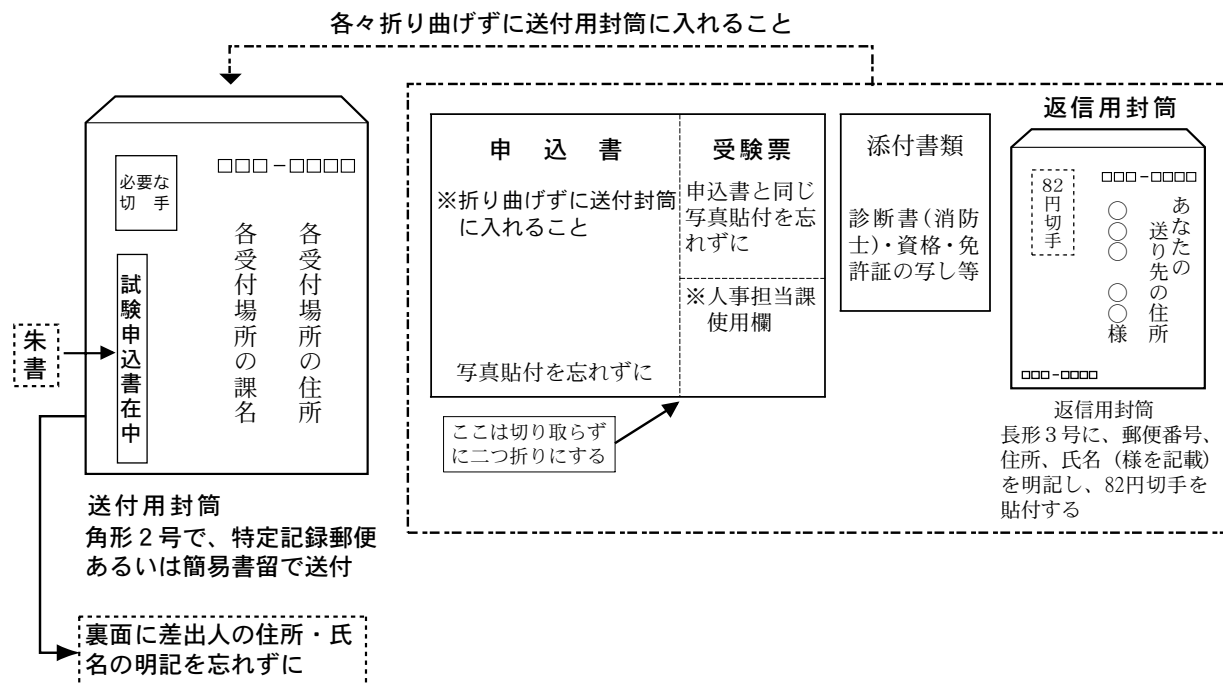 各々折り曲げずに送付用封筒に入れること
必要な
切　手
□□□-□□□□
各受付場所の住所
各受付場所の課名
試験申込書在中
朱書
送付用封筒
角形２号で、特定記録郵便
あるいは簡易書留で送付
裏面に差出人の住所・氏
名の明記を忘れずに
申　込　書
※折り曲げずに送付封筒
に入れること
写真貼付を忘れずに
受験票
申込書と同じ
写真貼付を忘
れずに
※人事担当課
使用欄
ここは切り取らず
に二つ折りにする
添付書類
診断書(消防
士)・資格・免
許証の写し等
返信用封筒
82円切手
□□□-□□□□
あなたの
送り先の住所
○○○　○○様
□□□-□□□□
返信用封筒
長形３号に、郵便番号、
住所、氏名（様を記載）
を明記し、82円切手を
貼付する